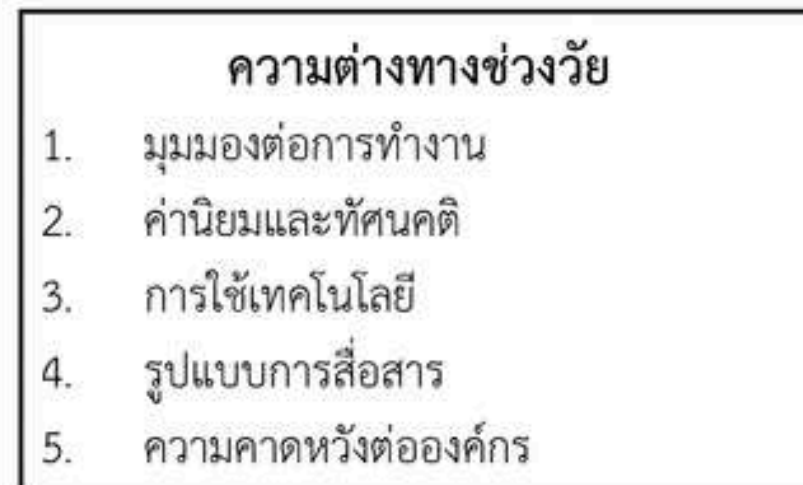 ความต่างทางช่วงวัย
1. มุมมองต่อการทำงาน
2. ค่านิยมและทัศนคติ
3. การใช้เทคโนโลยี
4. รูปแบบการสื่อสาร
5. ความคาดหวังต่อองค์กร